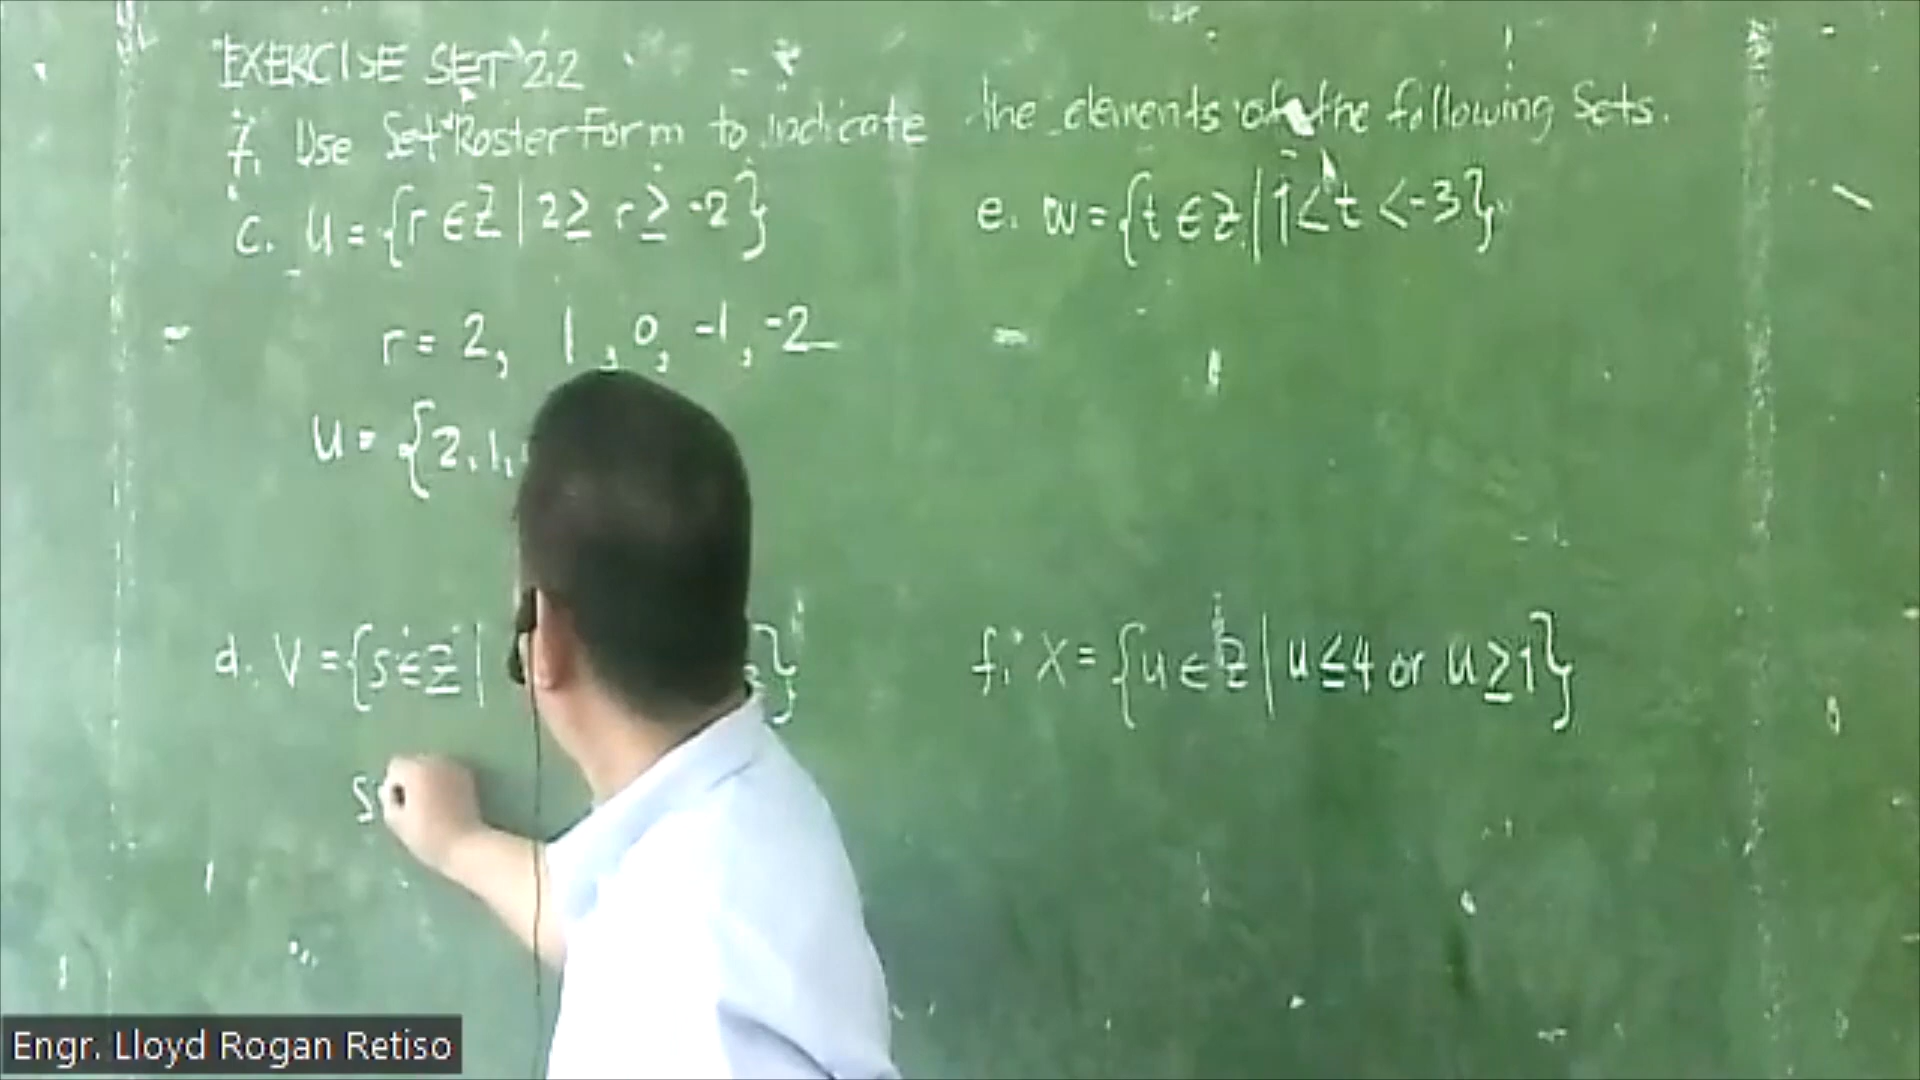 EXERCISE SET 2.2
7. Use Set Roster Form to indicate the elements of the following Sets.
c. U = {r ∈ Z | 2 ≥ r ≥ -2}
r = 2, 1, 0, -1, -2
U = {2, 1,
d. V = {s ∈ Z | }
s
e. W = {t ∈ Z | 1 < t < -3}
f. X = {u ∈ Z | u ≤ 4 or u ≥ 1}
Engr. Lloyd Rogan Retiso